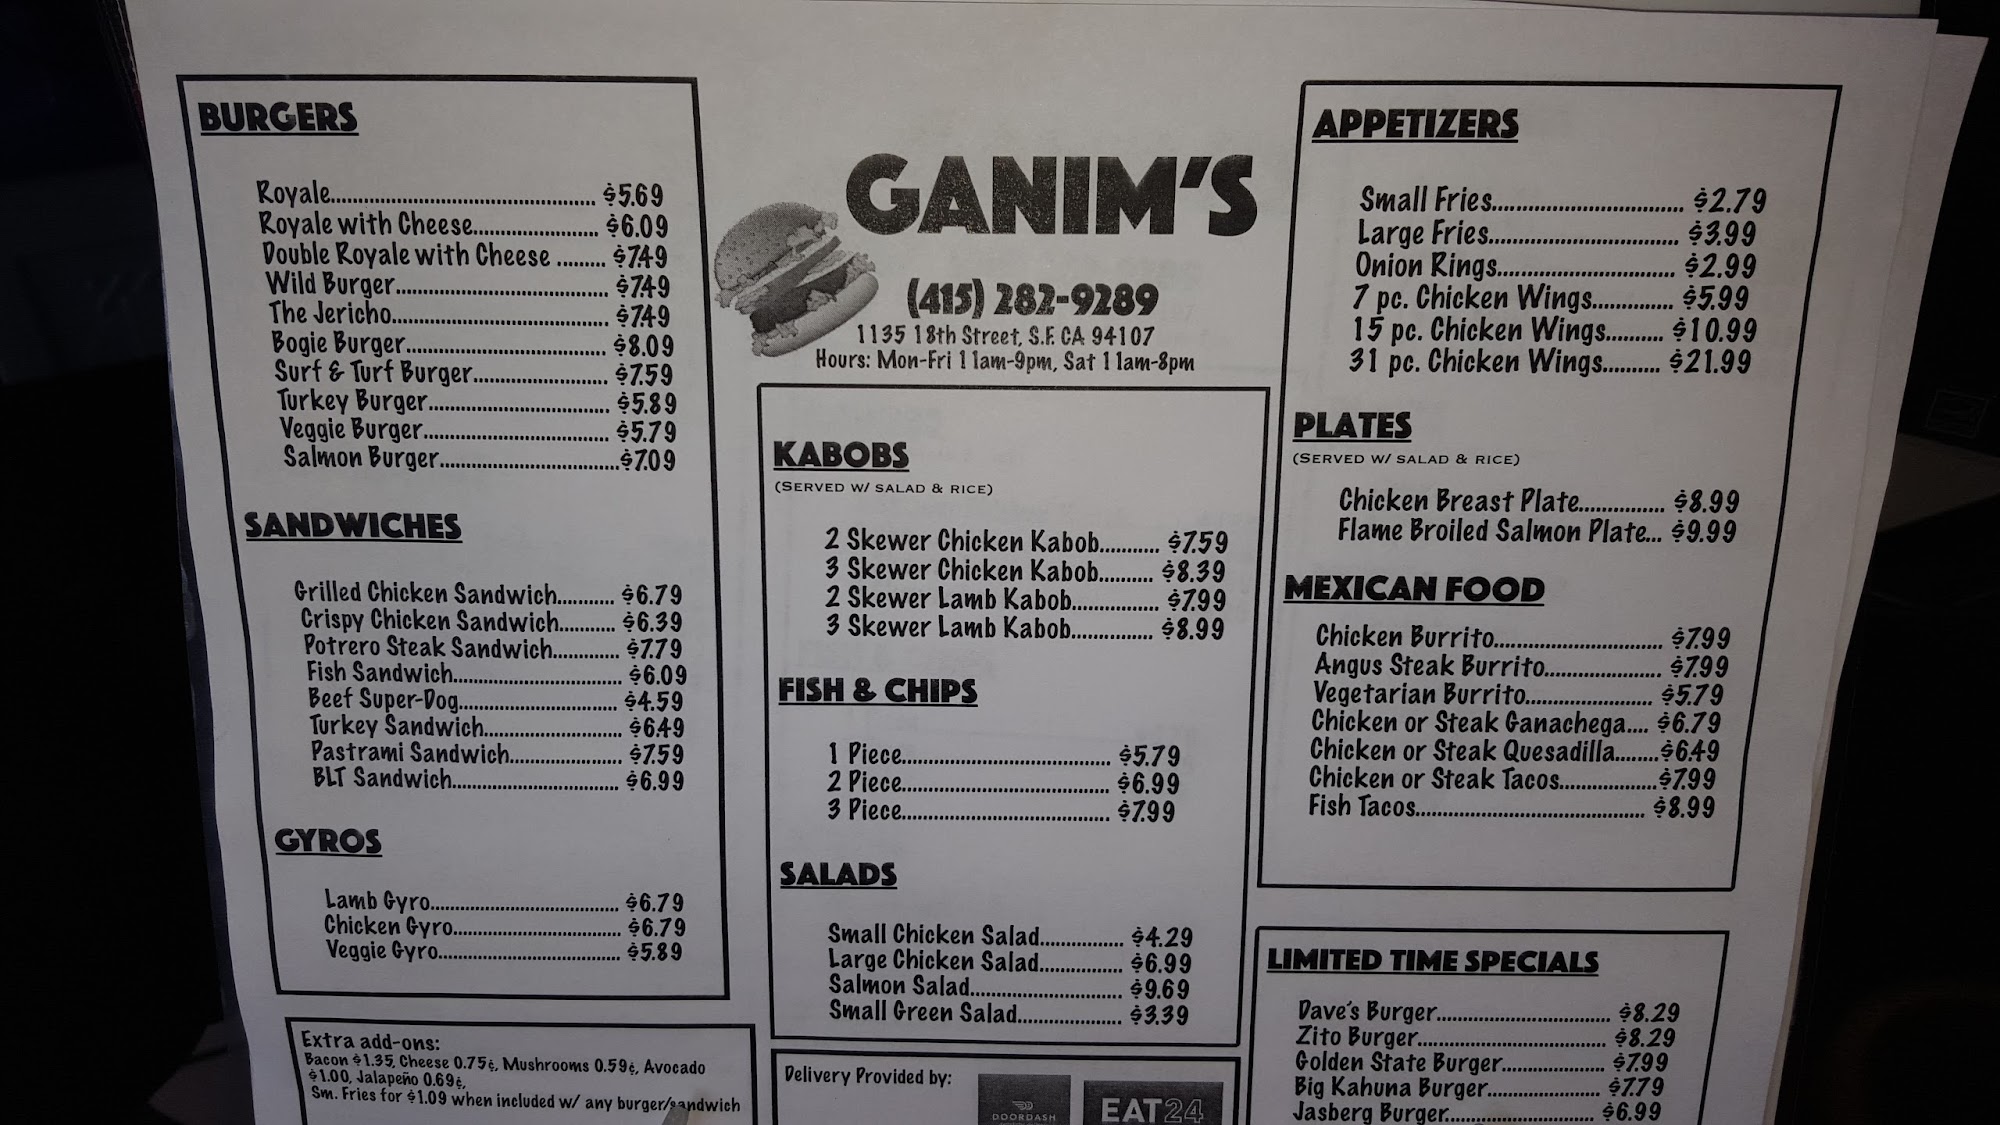 BURGERS
Royale............ $5.69
Royale with Cheese............ $6.09
Double Royale with Cheese ......... $7.49
Wild Burger............ $7.49
The Jericho............ $7.49
Bogie Burger............ $8.09
Surf & Turf Burger............ $7.59
Turkey Burger............ $5.89
Veggie Burger............ $5.79
Salmon Burger............ $7.09
SANDWICHES
Grilled Chicken Sandwich........... $6.79
Crispy Chicken Sandwich........... $6.39
Potrero Steak Sandwich............. $7.79
Fish Sandwich............ $6.09
Beef Super-Dog............ $4.59
Turkey Sandwich............ $6.49
Pastrami Sandwich............ $7.59
BLT Sandwich............ $6.99
GYROS
Lamb Gyro............ $6.79
Chicken Gyro............ $6.79
Veggie Gyro............ $5.89
Extra add-ons:
Bacon $1.35, Cheese 0.75¢, Mushrooms 0.59¢, Avocado
$1.00, Jalapeño 0.69¢,
Sm. Fries for $1.09 when included w/ any burger/sandwich
GANIM'S
(415) 282-9289
1135 18th Street, S.F. CA 94107
Hours: Mon-Fri 11am-9pm, Sat 11am-8pm
KABOBS
(SERVED W/ SALAD & RICE)
2 Skewer Chicken Kabob........... $7.59
3 Skewer Chicken Kabob.......... $8.39
2 Skewer Lamb Kabob................ $7.99
3 Skewer Lamb Kabob............... $8.99
FISH & CHIPS
1 Piece............ $5.79
2 Piece............ $6.99
3 Piece............ $7.99
SALADS
Small Chicken Salad................ $4.29
Large Chicken Salad................ $6.99
Salmon Salad............ $9.69
Small Green Salad.................... $3.39
Delivery Provided by:
DOORDASH
EAT24
APPETIZERS
Small Fries............ $2.79
Large Fries............ $3.99
Onion Rings............ $2.99
7 pc. Chicken Wings.............. $5.99
15 pc. Chicken Wings.......... $10.99
31 pc. Chicken Wings.......... $21.99
PLATES
(SERVED W/ SALAD & RICE)
Chicken Breast Plate............... $8.99
Flame Broiled Salmon Plate... $9.99
MEXICAN FOOD
Chicken Burrito............ $7.99
Angus Steak Burrito............ $7.99
Vegetarian Burrito............ $5.79
Chicken or Steak Ganachega.... $6.79
Chicken or Steak Quesadilla........$6.49
Chicken or Steak Tacos...................$7.99
Fish Tacos............ $8.99
LIMITED TIME SPECIALS
Dave's Burger............ $8.29
Zito Burger............ $8.29
Golden State Burger............ $7.99
Big Kahuna Burger............ $7.79
Jasberg Burger............ $6.99